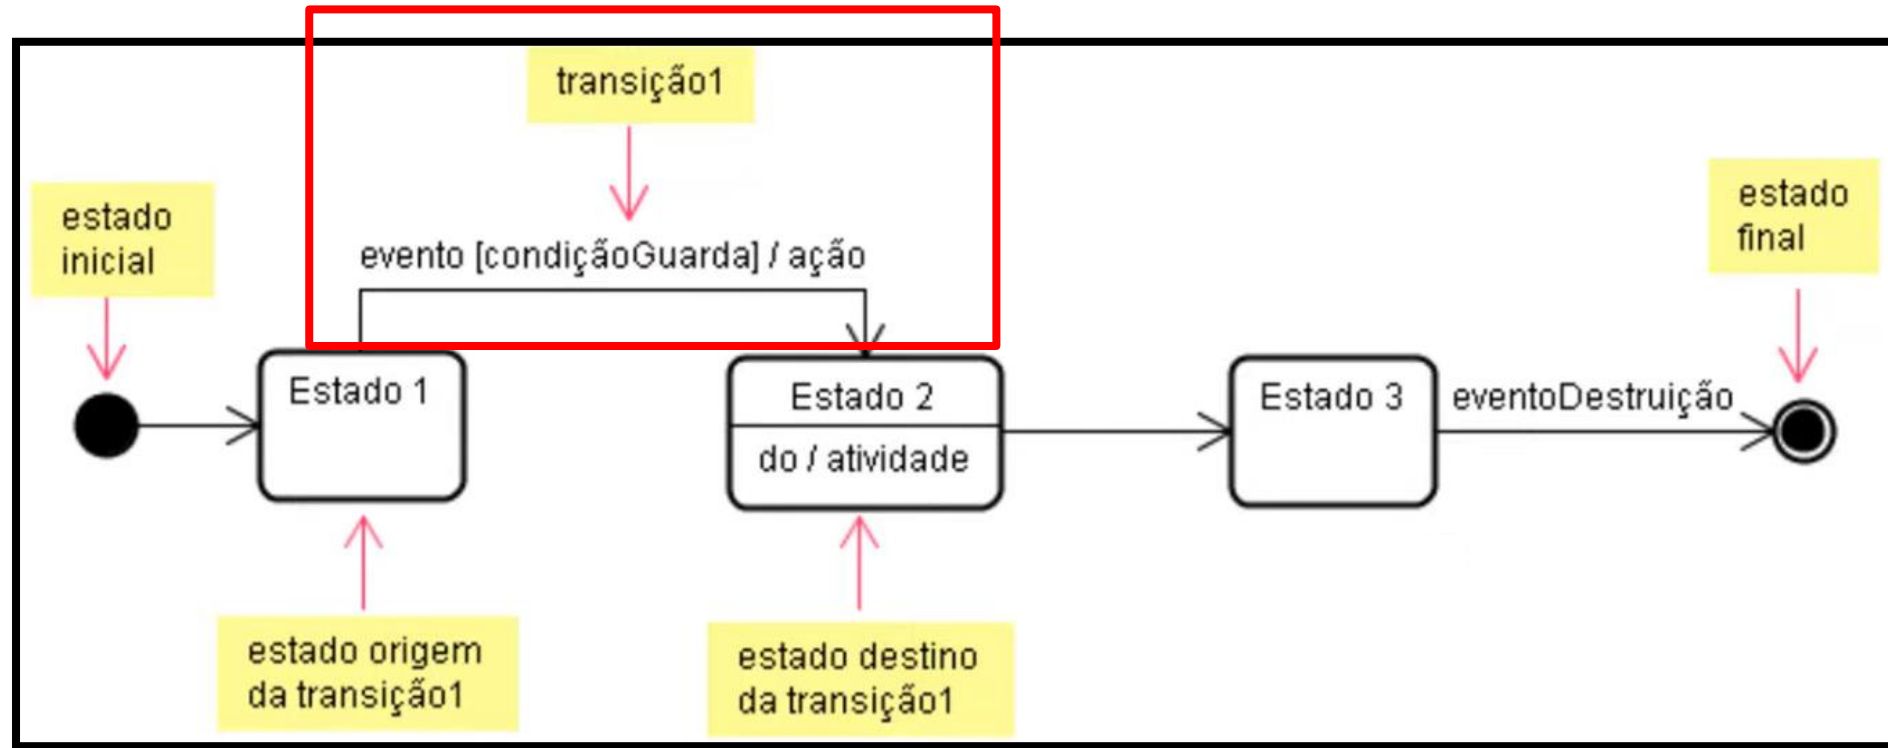 transição1
estado
inicial
evento [condiçãoGuarda] / ação
estado
final
Estado 1
Estado 2
do / atividade
Estado 3
eventoDestruição
estado origem
da transição1
estado destino
da transição1